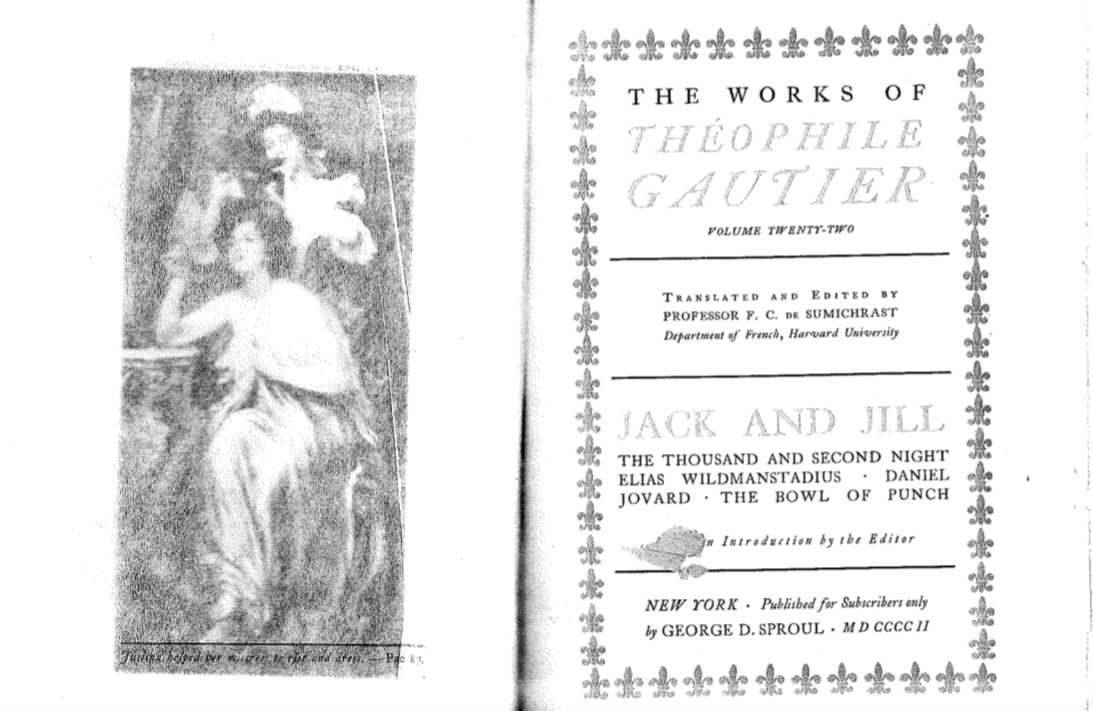 Justina helped her mistress to rise and dress. — Page 87,
THE WORKS OF
THÉOPHILE
GAUTIER
VOLUME TWENTY-TWO
TRANSLATED AND EDITED BY
PROFESSOR F. C. DE SUMICHRAST
Department of French, Harvard University
JACK AND JILL
THE THOUSAND AND SECOND NIGHT
ELIAS WILDMANSTADIUS · DANIEL
JOVARD · THE BOWL OF PUNCH
n Introduction by the Editor
NEW YORK · Published for Subscribers only
by GEORGE D. SPROUL · MDCCCCII